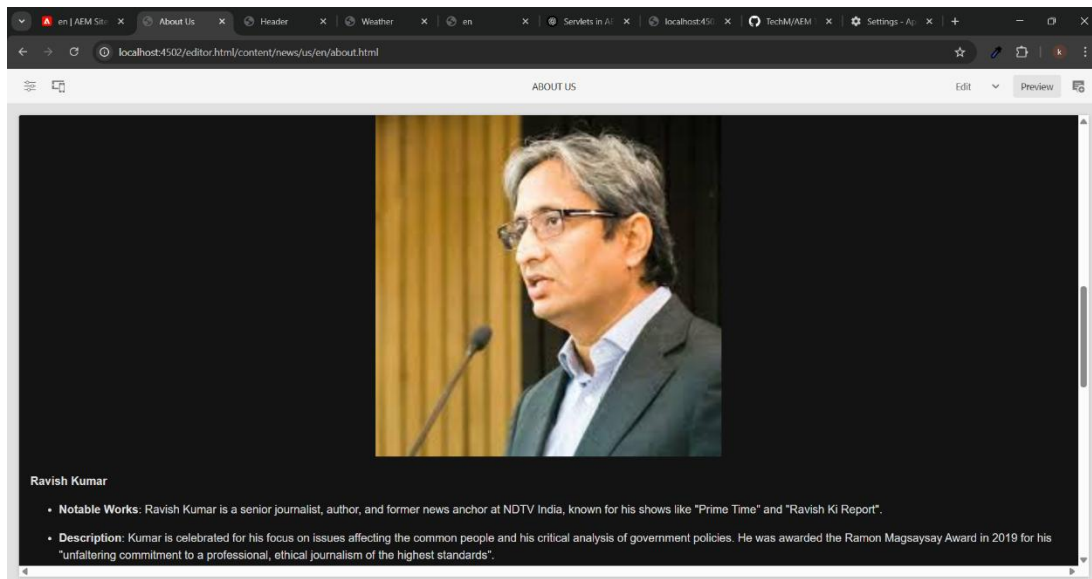 en | AEM Site
About Us
Header
Weather
en
Servlets in AE
localhost:450
TechM/AEM
Settings - Ap
localhost:4502/editor.html/content/news/us/en/about.html
k
ABOUT US
Edit
Preview
Ravish Kumar
• Notable Works: Ravish Kumar is a senior journalist, author, and former news anchor at NDTV India, known for his shows like "Prime Time" and "Ravish Ki Report".
• Description: Kumar is celebrated for his focus on issues affecting the common people and his critical analysis of government policies. He was awarded the Ramon Magsaysay Award in 2019 for his
"unfaltering commitment to a professional, ethical journalism of the highest standards".